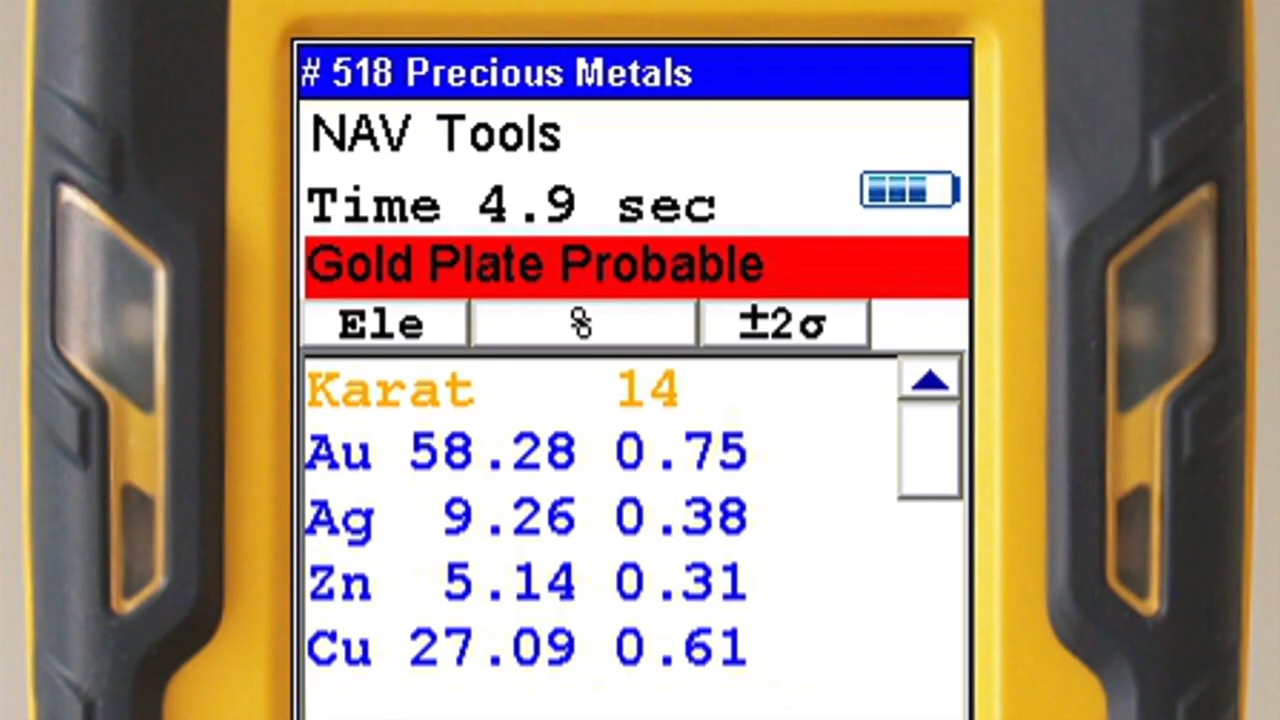 # 518 Precious Metals
NAV Tools
Time 4.9 sec
Gold Plate Probable
Ele % ±2σ
Karat 14
Au 58.28 0.75
Ag 9.26 0.38
Zn 5.14 0.31
Cu 27.09 0.61